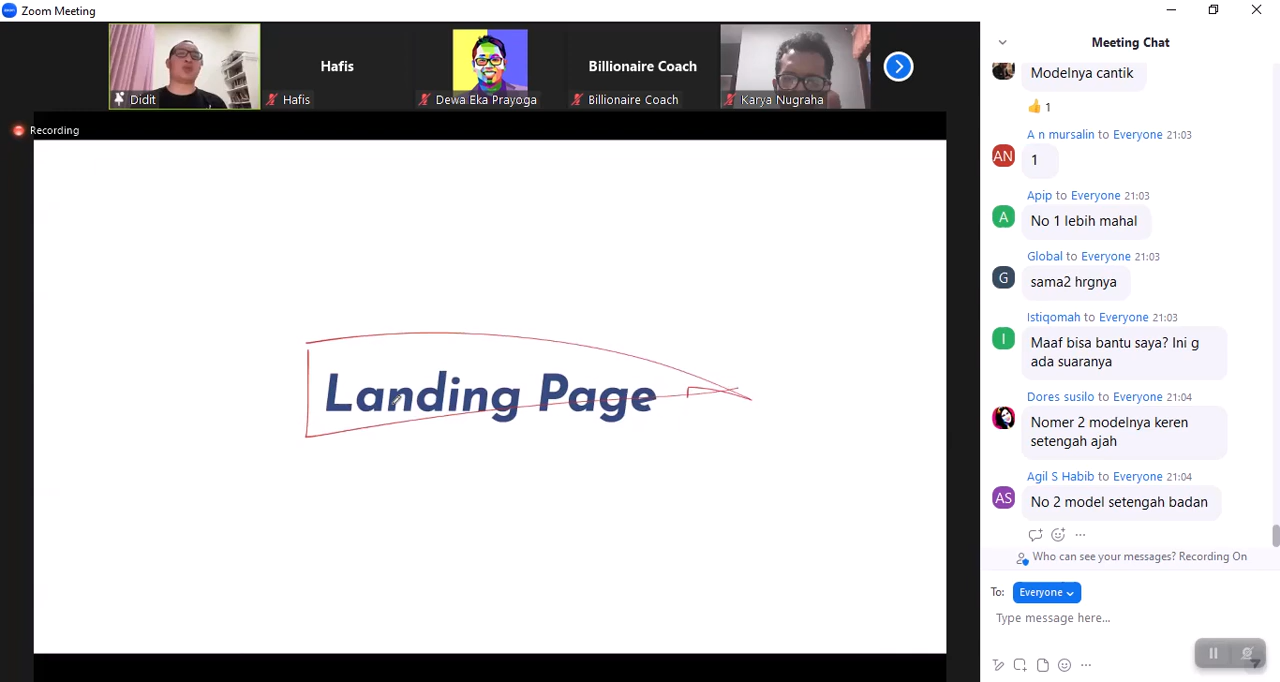 Zoom Meeting
Didit
Hafis
Hafis
Dewa Eka Prayoga
Billionaire Coach
Billionaire Coach
Karya Nugraha
Recording
Landing Page
Meeting Chat
Modelnya cantik
👍 1
A n mursalin to Everyone 21:03
AN
1
Apip to Everyone 21:03
A
No 1 lebih mahal
Global to Everyone 21:03
G
sama2 hrgnya
Istiqomah to Everyone 21:03
I
Maaf bisa bantu saya? Ini g
ada suaranya
Dores susilo to Everyone 21:04
Nomer 2 modelnya keren
setengah ajah
Agil S Habib to Everyone 21:04
AS
No 2 model setengah badan
Who can see your messages? Recording On
To: Everyone
Type message here...